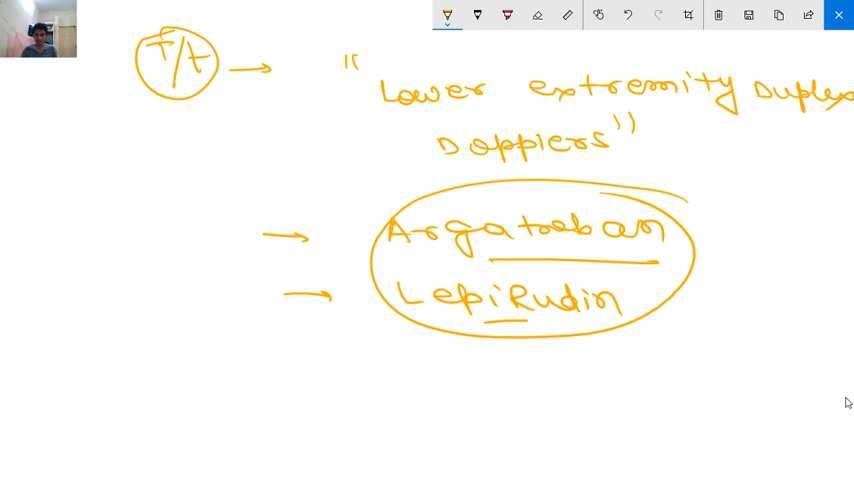 T/t → "Lower extremity Duplex
Dopplers"
→ Argatroban
→ LepiRudin